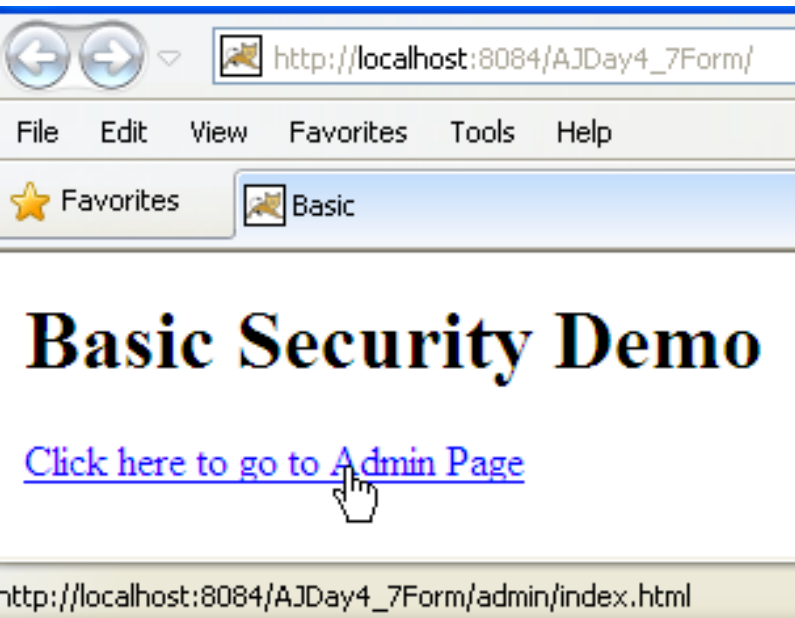 http://localhost:8084/AJDay4_7Form/
File Edit View Favorites Tools Help
Favorites Basic
Basic Security Demo
Click here to go to Admin Page
http://localhost:8084/AJDay4_7Form/admin/index.html